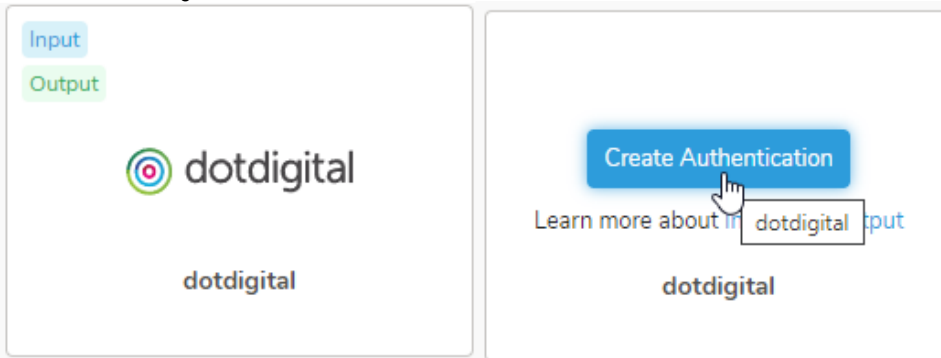 Input
Output
dotdigital
dotdigital
Create Authentication
Learn more about
dotdigital
dotdigital